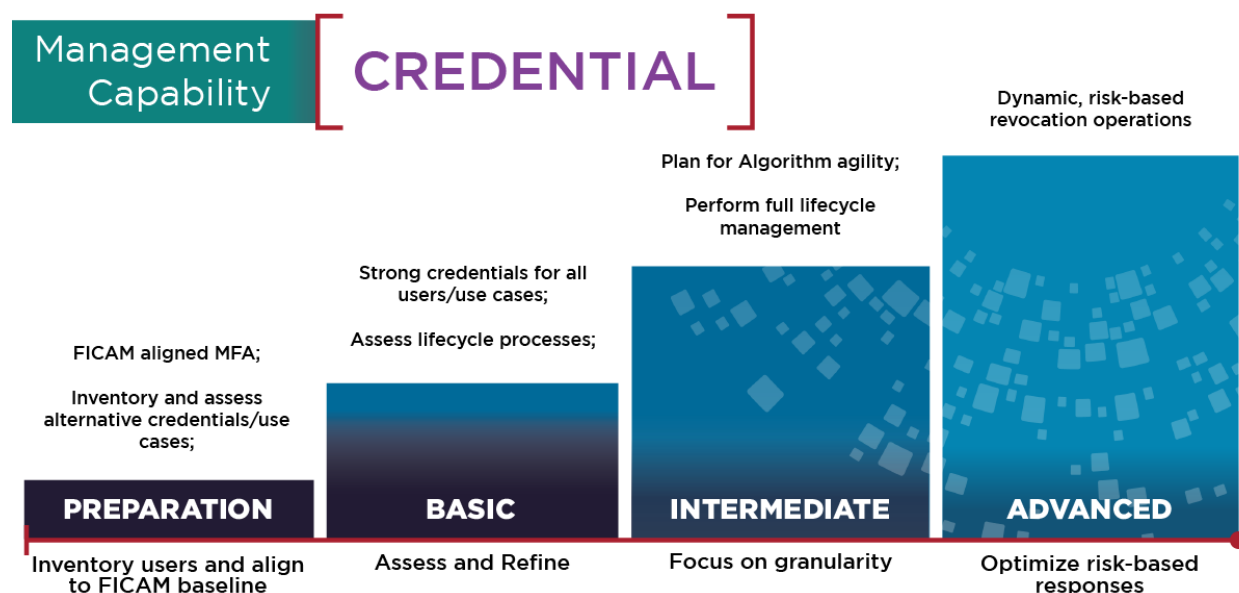 Management
Capability
CREDENTIAL
Dynamic, risk-based
revocation operations
Plan for Algorithm agility;
Perform full lifecycle
management
Strong credentials for all
users/use cases;
Assess lifecycle processes;
FICAM aligned MFA;
Inventory and assess
alternative credentials/use
cases;
PREPARATION
BASIC
INTERMEDIATE
ADVANCED
Inventory users and align
to FICAM baseline
Assess and Refine
Focus on granularity
Optimize risk-based
responses